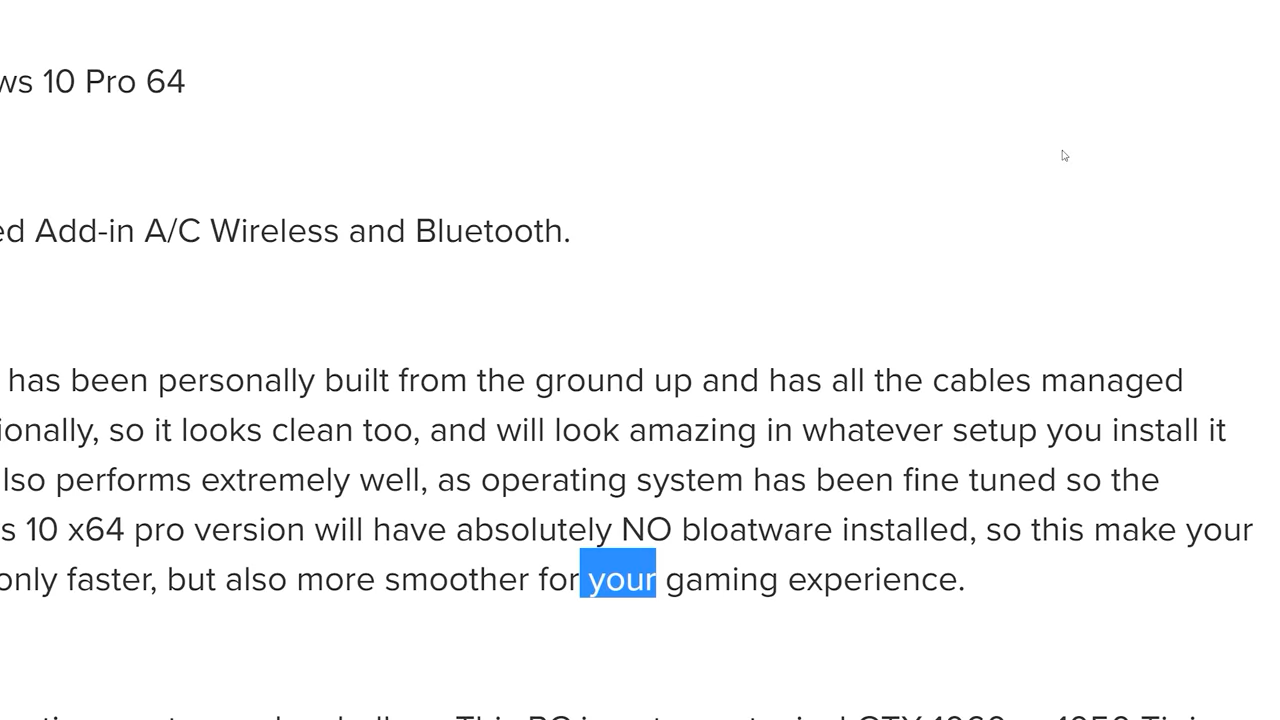 ws 10 Pro 64
ed Add-in A/C Wireless and Bluetooth.
has been personally built from the ground up and has all the cables managed
ionally, so it looks clean too, and will look amazing in whatever setup you install it
lso performs extremely well, as operating system has been fine tuned so the
s 10 x64 pro version will have absolutely NO bloatware installed, so this make your
only faster, but also more smoother for your gaming experience.